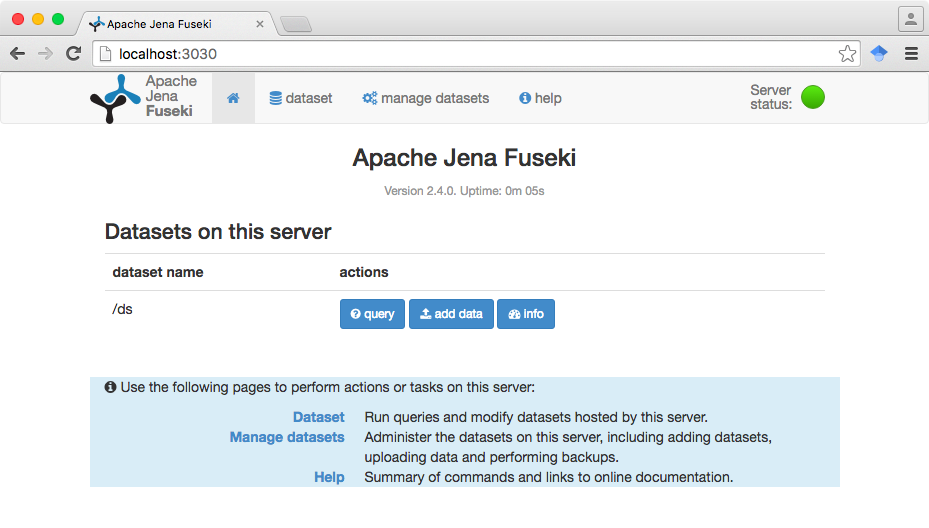 Apache Jena Fuseki
localhost:3030
Apache
Jena
Fuseki
dataset
manage datasets
help
Server
status:
Apache Jena Fuseki
Version 2.4.0. Uptime: 0m 05s
Datasets on this server
dataset name actions
/ds query add data info
Use the following pages to perform actions or tasks on this server:
Dataset Run queries and modify datasets hosted by this server.
Manage datasets Administer the datasets on this server, including adding datasets,
uploading data and performing backups.
Help Summary of commands and links to online documentation.